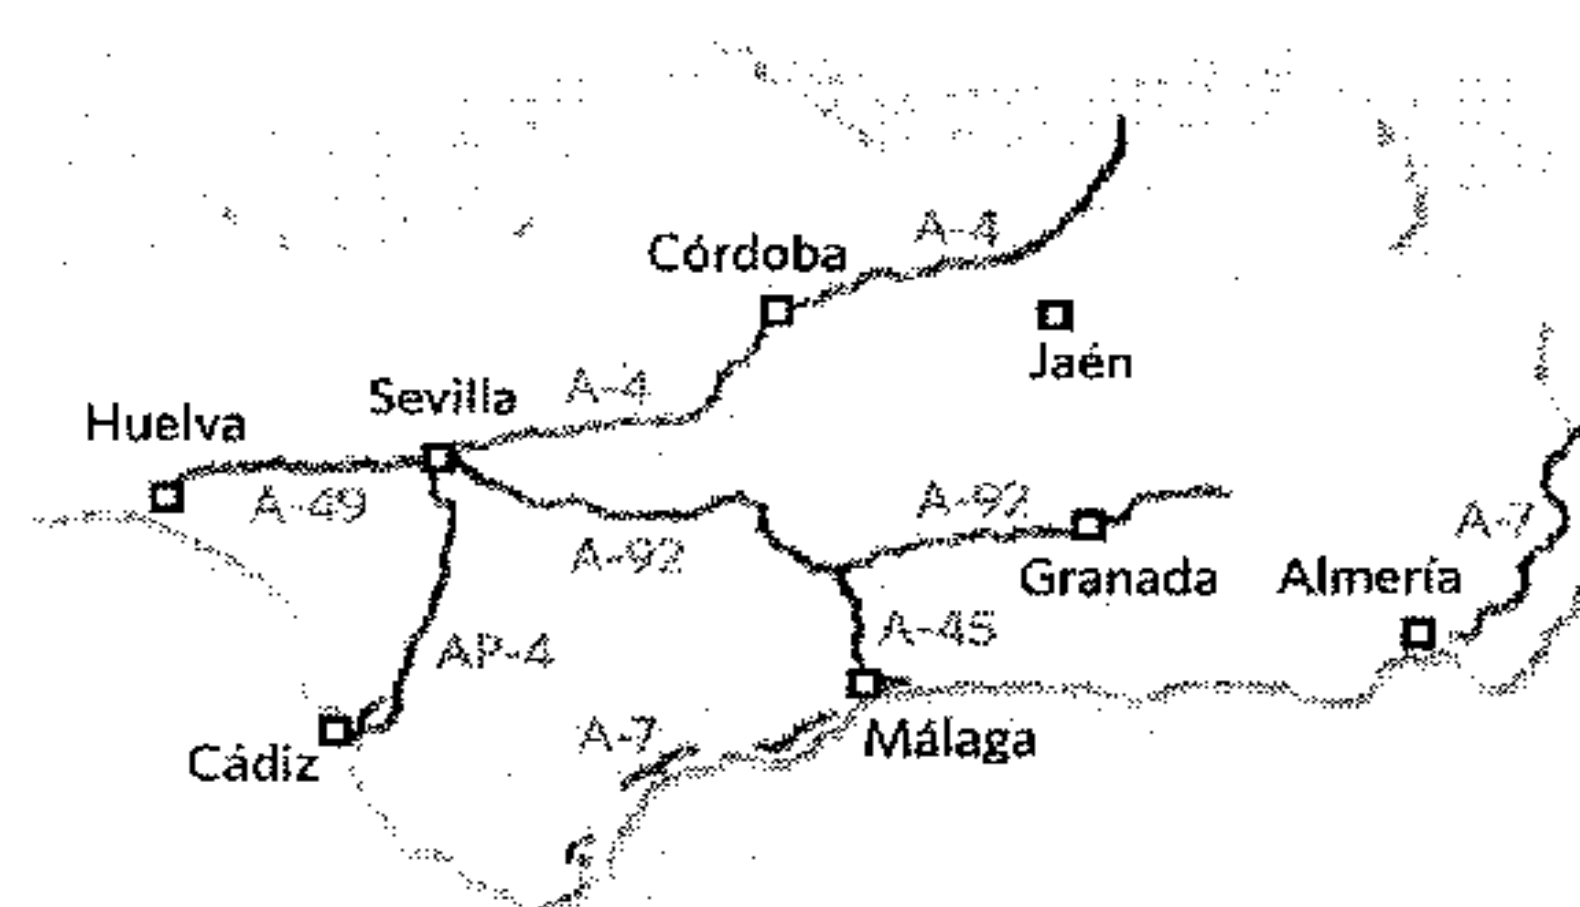 A-4
Córdoba
Jaén
A-4
Sevilla
Huelva
A-49
A-92
A-92
A-7
Granada
Almería
A-45
AP-4
A-7
Málaga
Cádiz